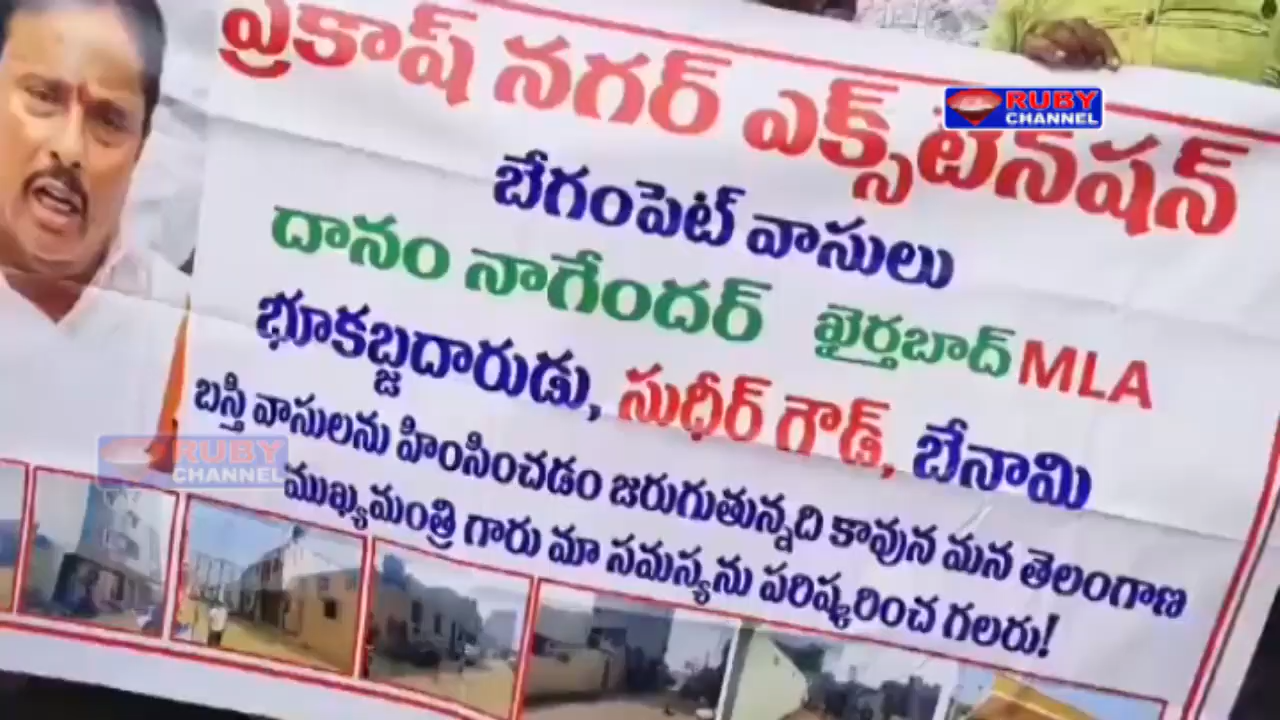 ప్రకాష్ నగర్ ఎక్స్‌టెన్‌షన్
RUBY
CHANNEL
బేగంపెట్ వాసులు
దానం నాగేందర్ ఖైర్తబాద్ MLA
భూకబ్జదారుడు, సుధీర్ గౌడ్, బేనామి
బస్తి వాసులను హింసించడం జరుగుతున్నది కావున మన తెలంగాణ
ముఖ్యమంత్రి గారు మా సమస్యను పరిష్కరించ గలరు!
RUBY
CHANNEL